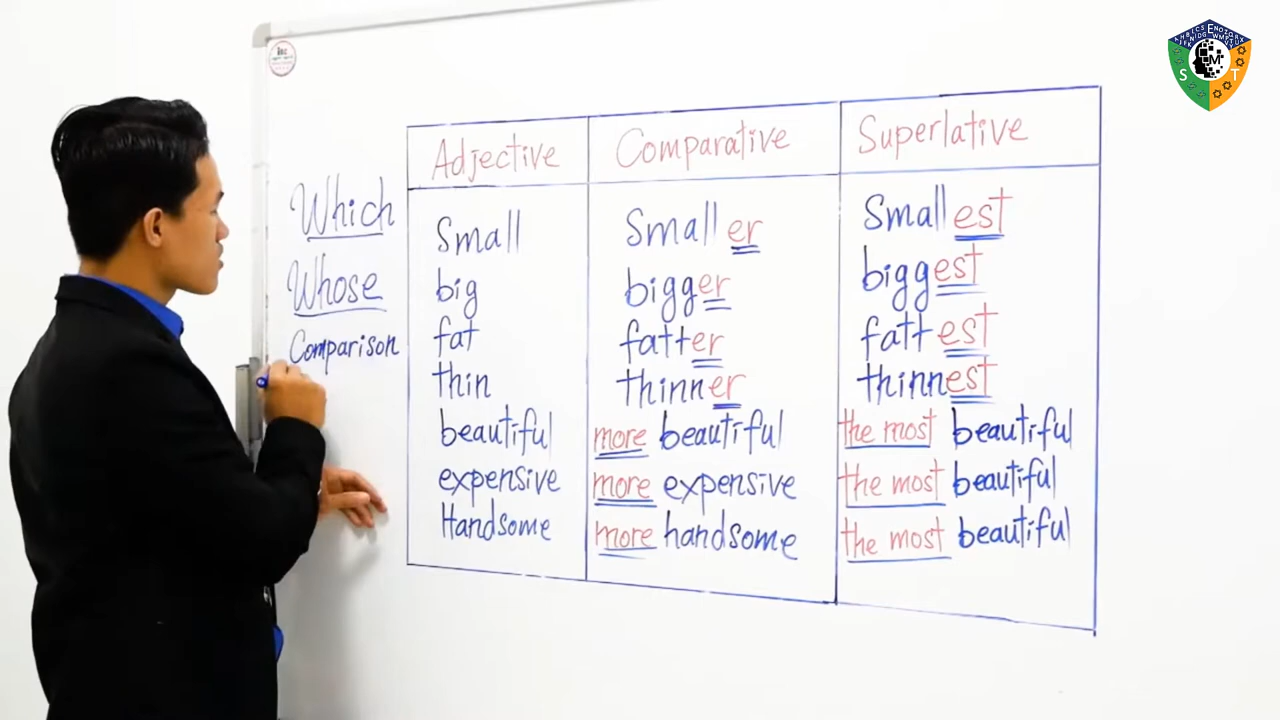 Which
Whose
Comparison
Adjective Comparative Superlative
Small Smaller Smallest
big bigger biggest
fat fatter fattest
thin thinner thinnest
beautiful more beautiful the most beautiful
expensive more expensive the most beautiful
Handsome more handsome the most beautiful
S M T